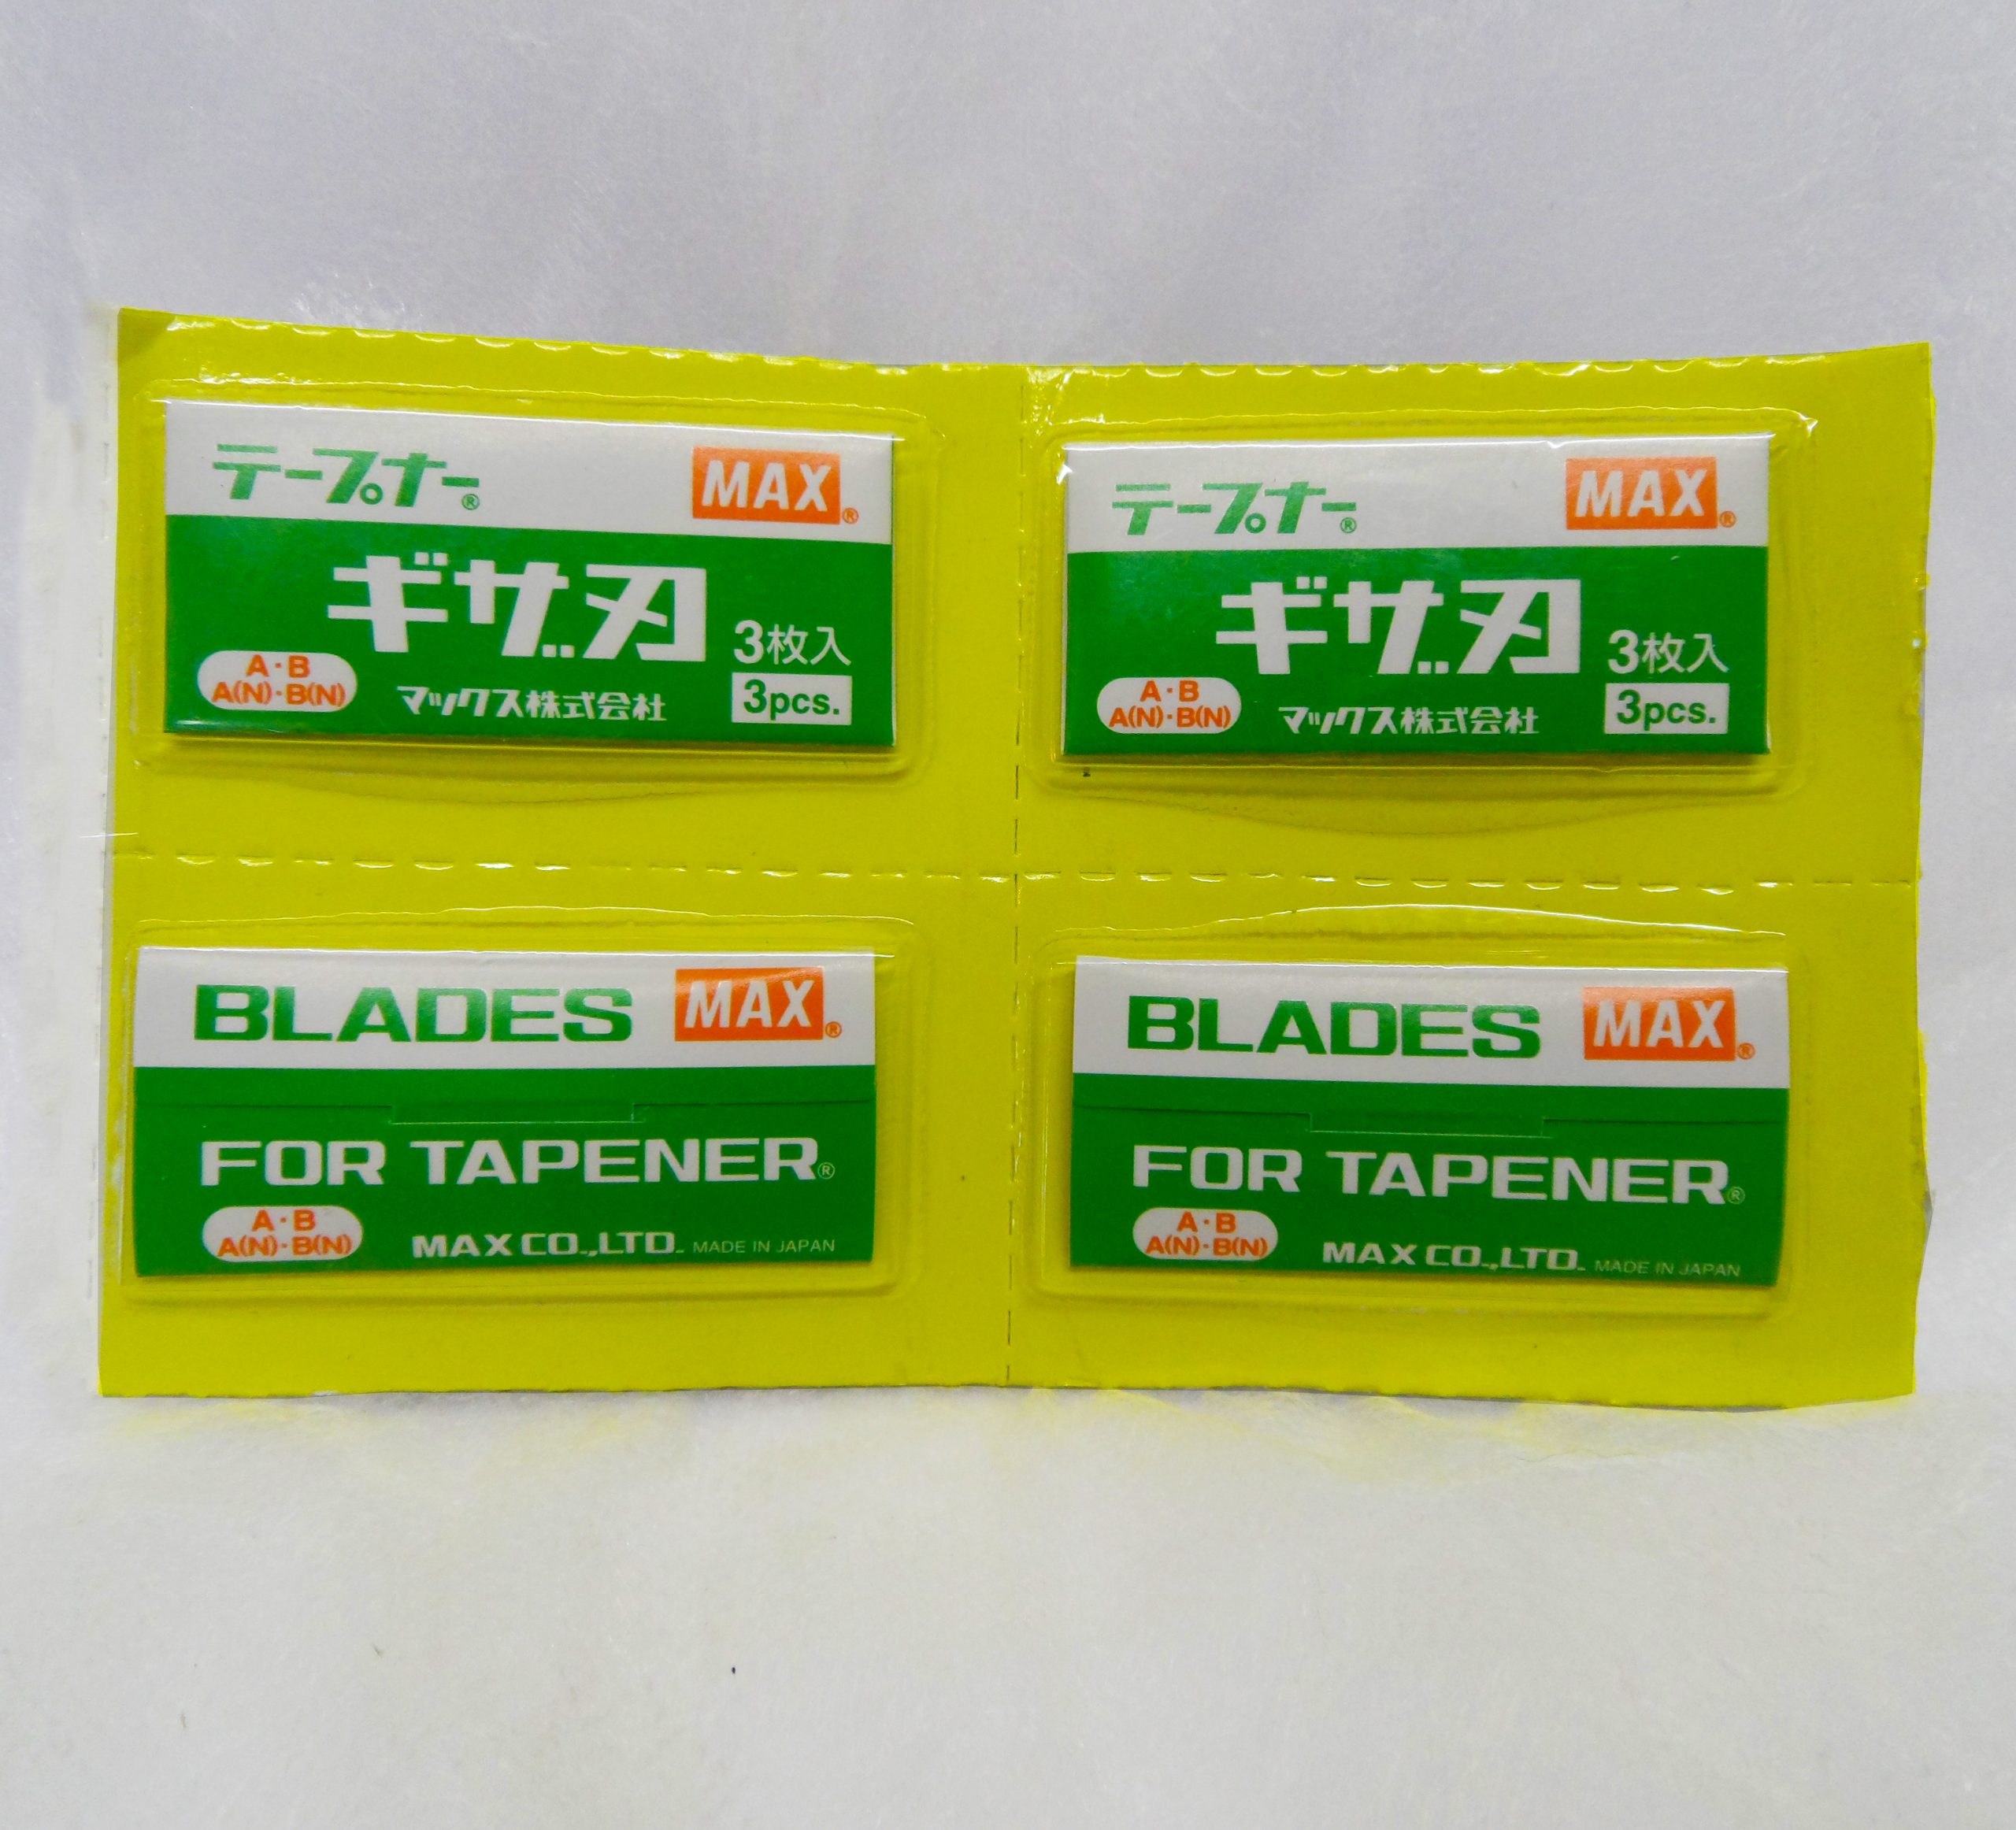 テープナー® MAX®
ギザ刃 3枚入
A・B
A(N)・B(N) マックス株式会社 3pcs.
テープナー® MAX®
ギザ刃 3枚入
A・B
A(N)・B(N) マックス株式会社 3pcs.
BLADES MAX®
FOR TAPENER®
A・B
A(N)・B(N) MAX CO.,LTD. MADE IN JAPAN
BLADES MAX®
FOR TAPENER®
A・B
A(N)・B(N) MAX CO.,LTD. MADE IN JAPAN